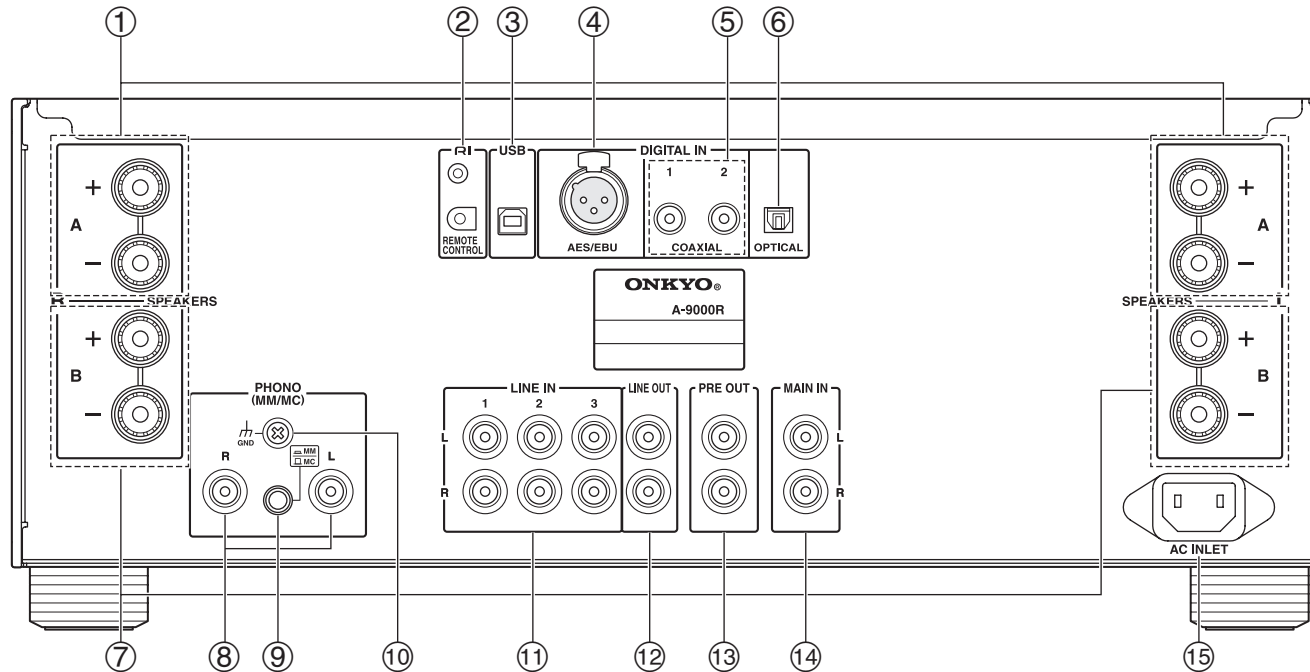 ① ② ③ ④ ⑤ ⑥
RI USB DIGITAL IN
1 2
REMOTE CONTROL AES/EBU COAXIAL OPTICAL
+ A −
+ A −
R SPEAKERS
SPEAKERS L
ONKYO®
A-9000R
+ B −
+ B −
PHONO
(MM/MC)
GND
MM
MC
R L
LINE IN LINE OUT PRE OUT MAIN IN
1 2 3
L L
R R
AC INLET
⑦ ⑧ ⑨ ⑩ ⑪ ⑫ ⑬ ⑭ ⑮